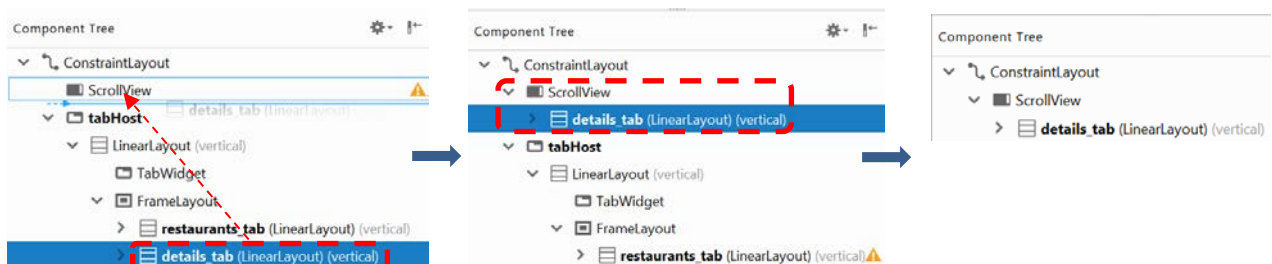 Component Tree
ConstraintLayout
ScrollView
details_tab (LinearLayout)
tabHost
LinearLayout (vertical)
TabWidget
FrameLayout
restaurants_tab (LinearLayout) (vertical)
details_tab (LinearLayout) (vertical)
Component Tree
ConstraintLayout
ScrollView
details_tab (LinearLayout) (vertical)
tabHost
LinearLayout (vertical)
TabWidget
FrameLayout
restaurants_tab (LinearLayout) (vertical)
Component Tree
ConstraintLayout
ScrollView
details_tab (LinearLayout) (vertical)